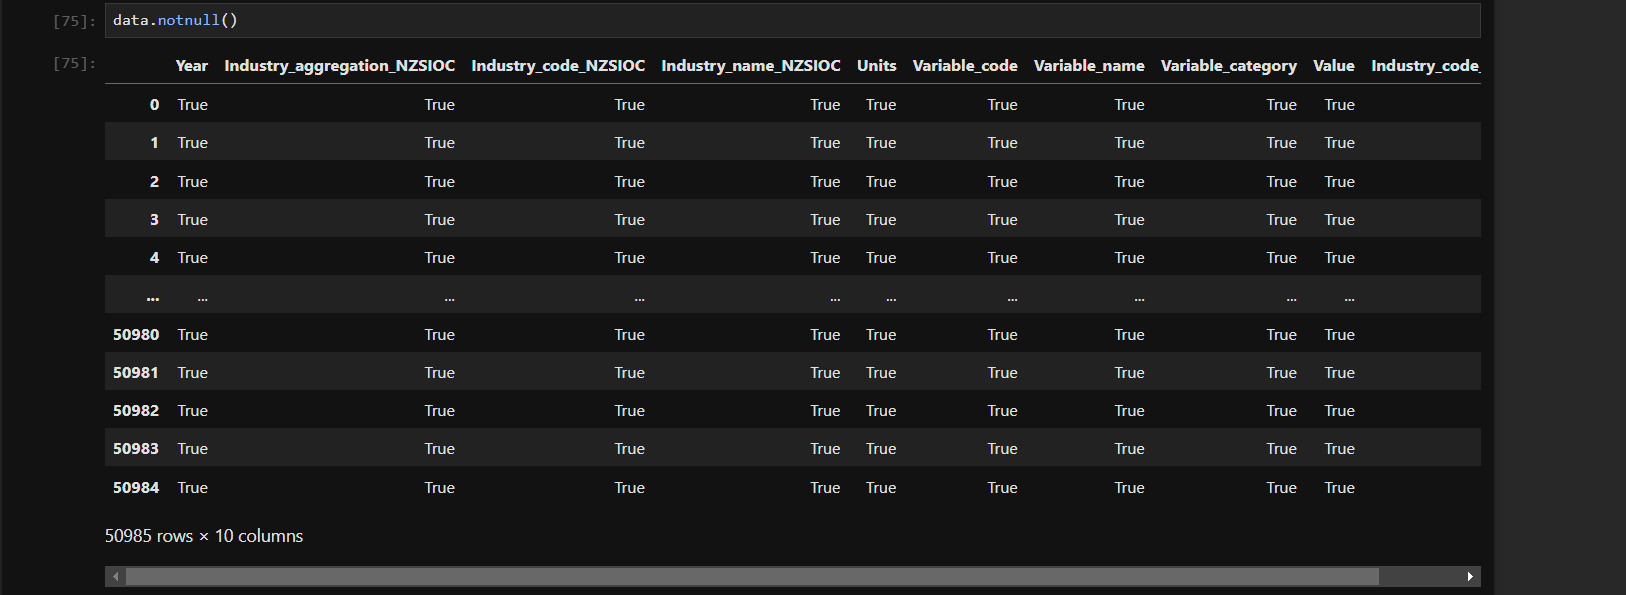 [75]: data.notnull()
[75]:
Year Industry_aggregation_NZSIOC Industry_code_NZSIOC Industry_name_NZSIOC Units Variable_code Variable_name Variable_category Value Industry_code_
0 True True True True True True True True True
1 True True True True True True True True True
2 True True True True True True True True True
3 True True True True True True True True True
4 True True True True True True True True True
... ... ... ... ... ... ... ... ... ...
50980 True True True True True True True True True
50981 True True True True True True True True True
50982 True True True True True True True True True
50983 True True True True True True True True True
50984 True True True True True True True True True
50985 rows × 10 columns